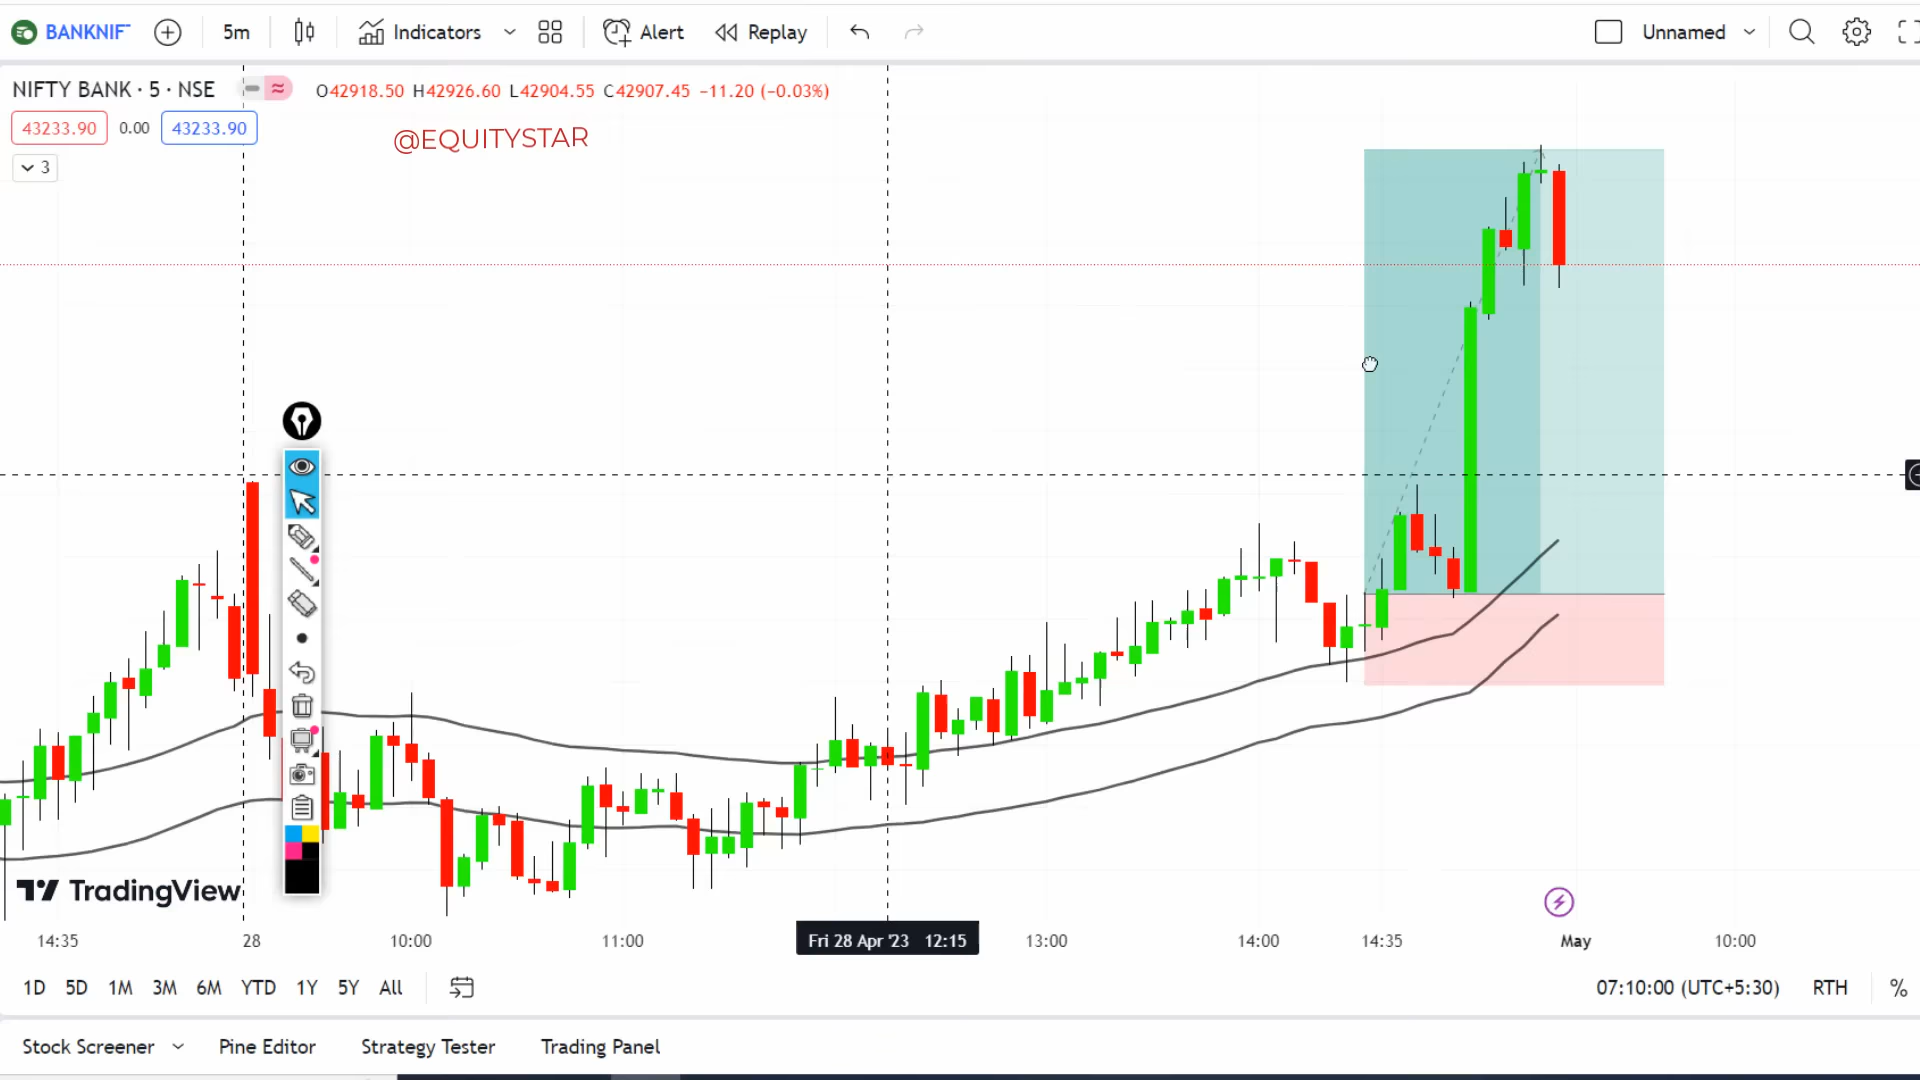 BANKNIFT
5m
Indicators
Alert
Replay
Unnamed
NIFTY BANK · 5 · NSE
O42918.50 H42926.60 L42904.55 C42907.45 −11.20 (−0.03%)
43233.90
0.00
43233.90
@EQUITYSTAR
3
TradingView
14:35
28
10:00
11:00
Fri 28 Apr '23 12:15
13:00
14:00
14:35
May
10:00
1D 5D 1M 3M 6M YTD 1Y 5Y All
07:10:00 (UTC+5:30)
RTH
%
Stock Screener
Pine Editor
Strategy Tester
Trading Panel